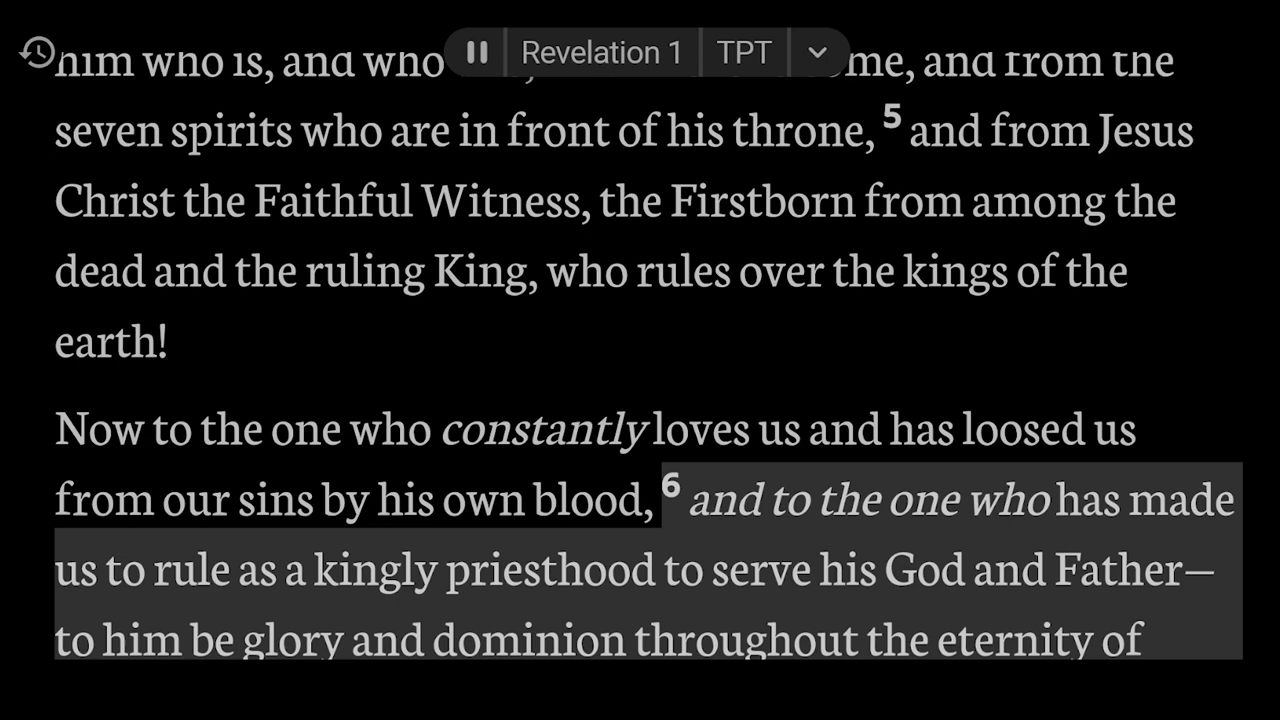 Revelation 1 TPT
him who is, and who me, and from the
seven spirits who are in front of his throne, 5 and from Jesus
Christ the Faithful Witness, the Firstborn from among the
dead and the ruling King, who rules over the kings of the
earth!
Now to the one who constantly loves us and has loosed us
from our sins by his own blood, 6 and to the one who has made
us to rule as a kingly priesthood to serve his God and Father—
to him be glory and dominion throughout the eternity of